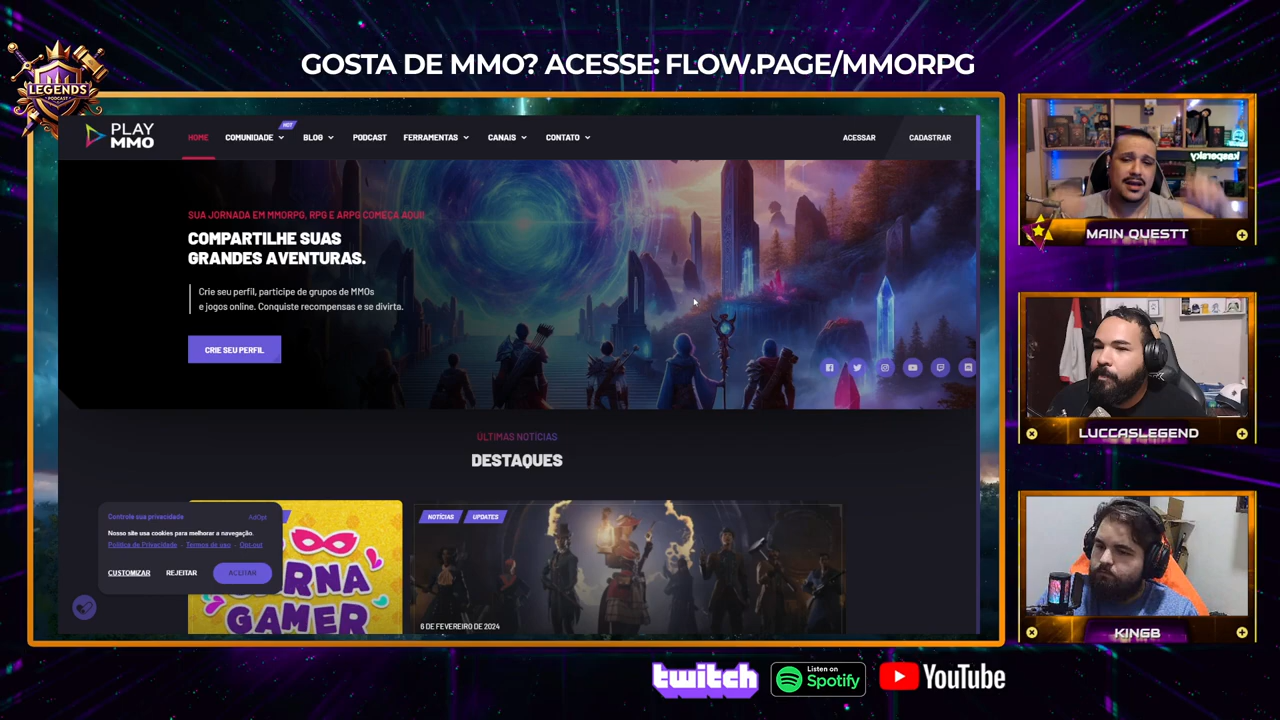 GOSTA DE MMO? ACESSE: FLOW.PAGE/MMORPG
LEGENDS
PODCAST
PLAY
MMO
HOME
COMUNIDADE
HOT
BLOG
PODCAST
FERRAMENTAS
CANAIS
CONTATO
ACESSAR
CADASTRAR
SUA JORNADA EM MMORPG, RPG E ARPG COMEÇA AQUI!
COMPARTILHE SUAS
GRANDES AVENTURAS.
Crie seu perfil, participe de grupos de MMOs
e jogos online. Conquiste recompensas e se divirta.
CRIE SEU PERFIL
ÚLTIMAS NOTÍCIAS
DESTAQUES
Controle sua privacidade
AdOpt
Nosso site usa cookies para melhorar a navegação.
Política de Privacidade - Termos de uso - Opt-out
CUSTOMIZAR
REJEITAR
ACEITAR
GAMER
NOTÍCIAS
UPDATES
6 DE FEVEREIRO DE 2024
kaspersky
MAIN QUESTT
LUCCASLEGEND
KINGB
twitch
Listen on
Spotify
YouTube